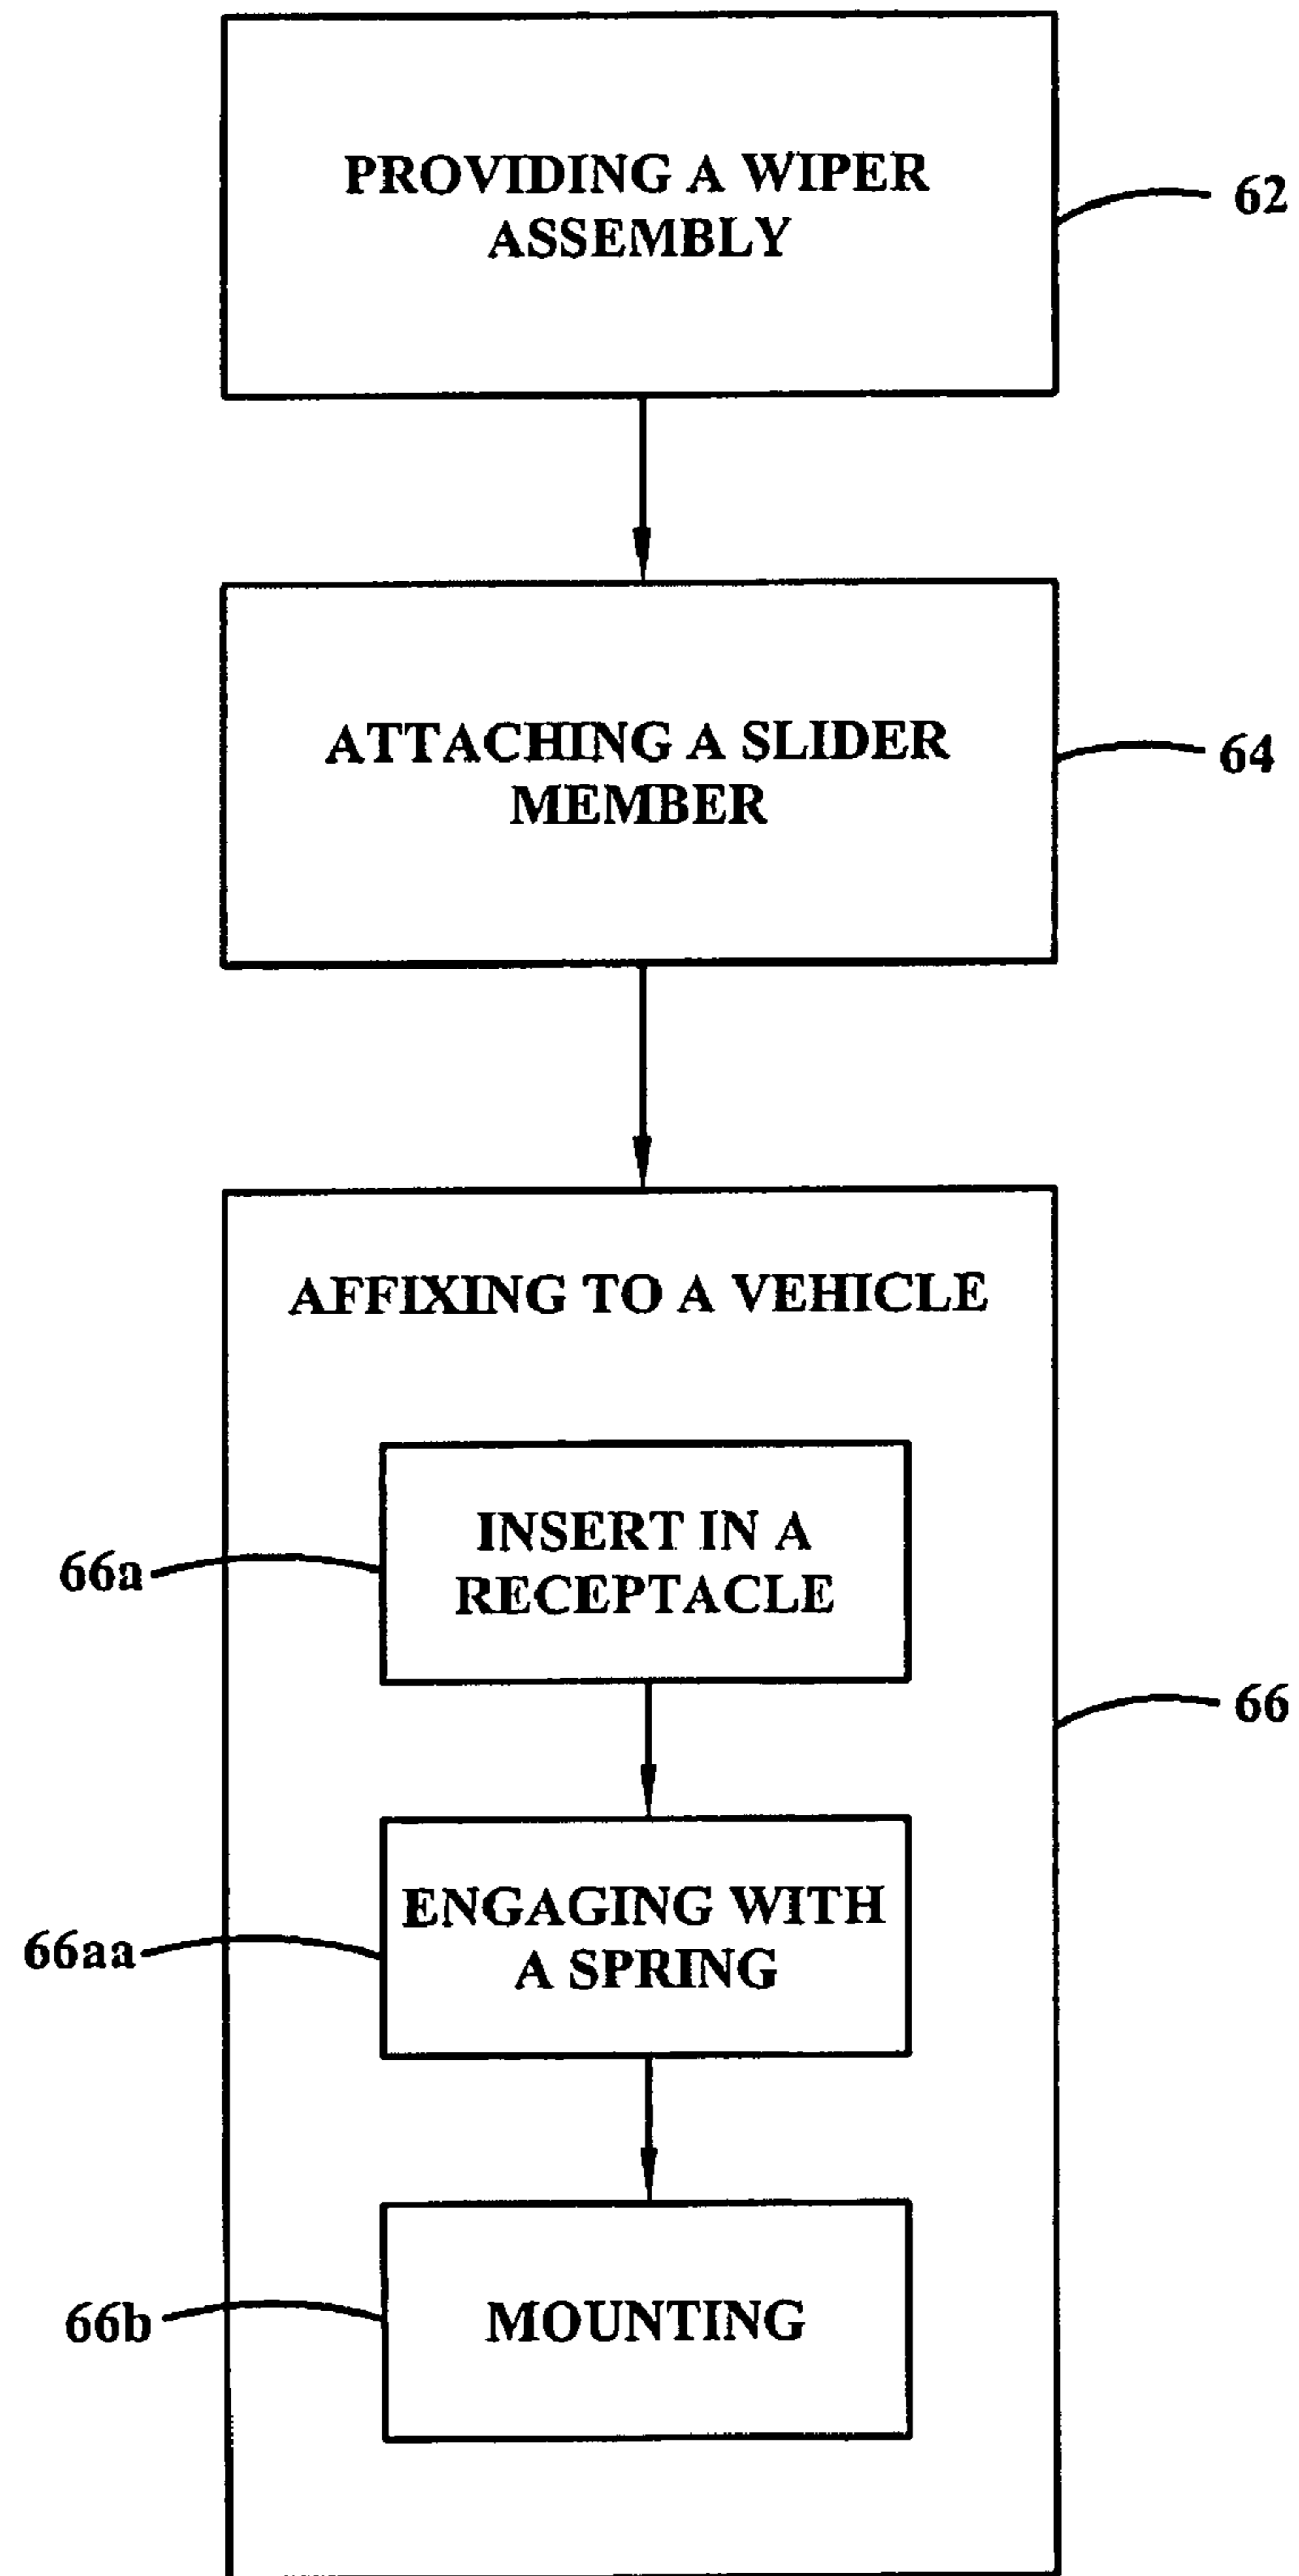 PROVIDING A WIPER
ASSEMBLY
62
ATTACHING A SLIDER
MEMBER
64
AFFIXING TO A VEHICLE
INSERT IN A
RECEPTACLE
66a
66
ENGAGING WITH
A SPRING
66aa
MOUNTING
66b